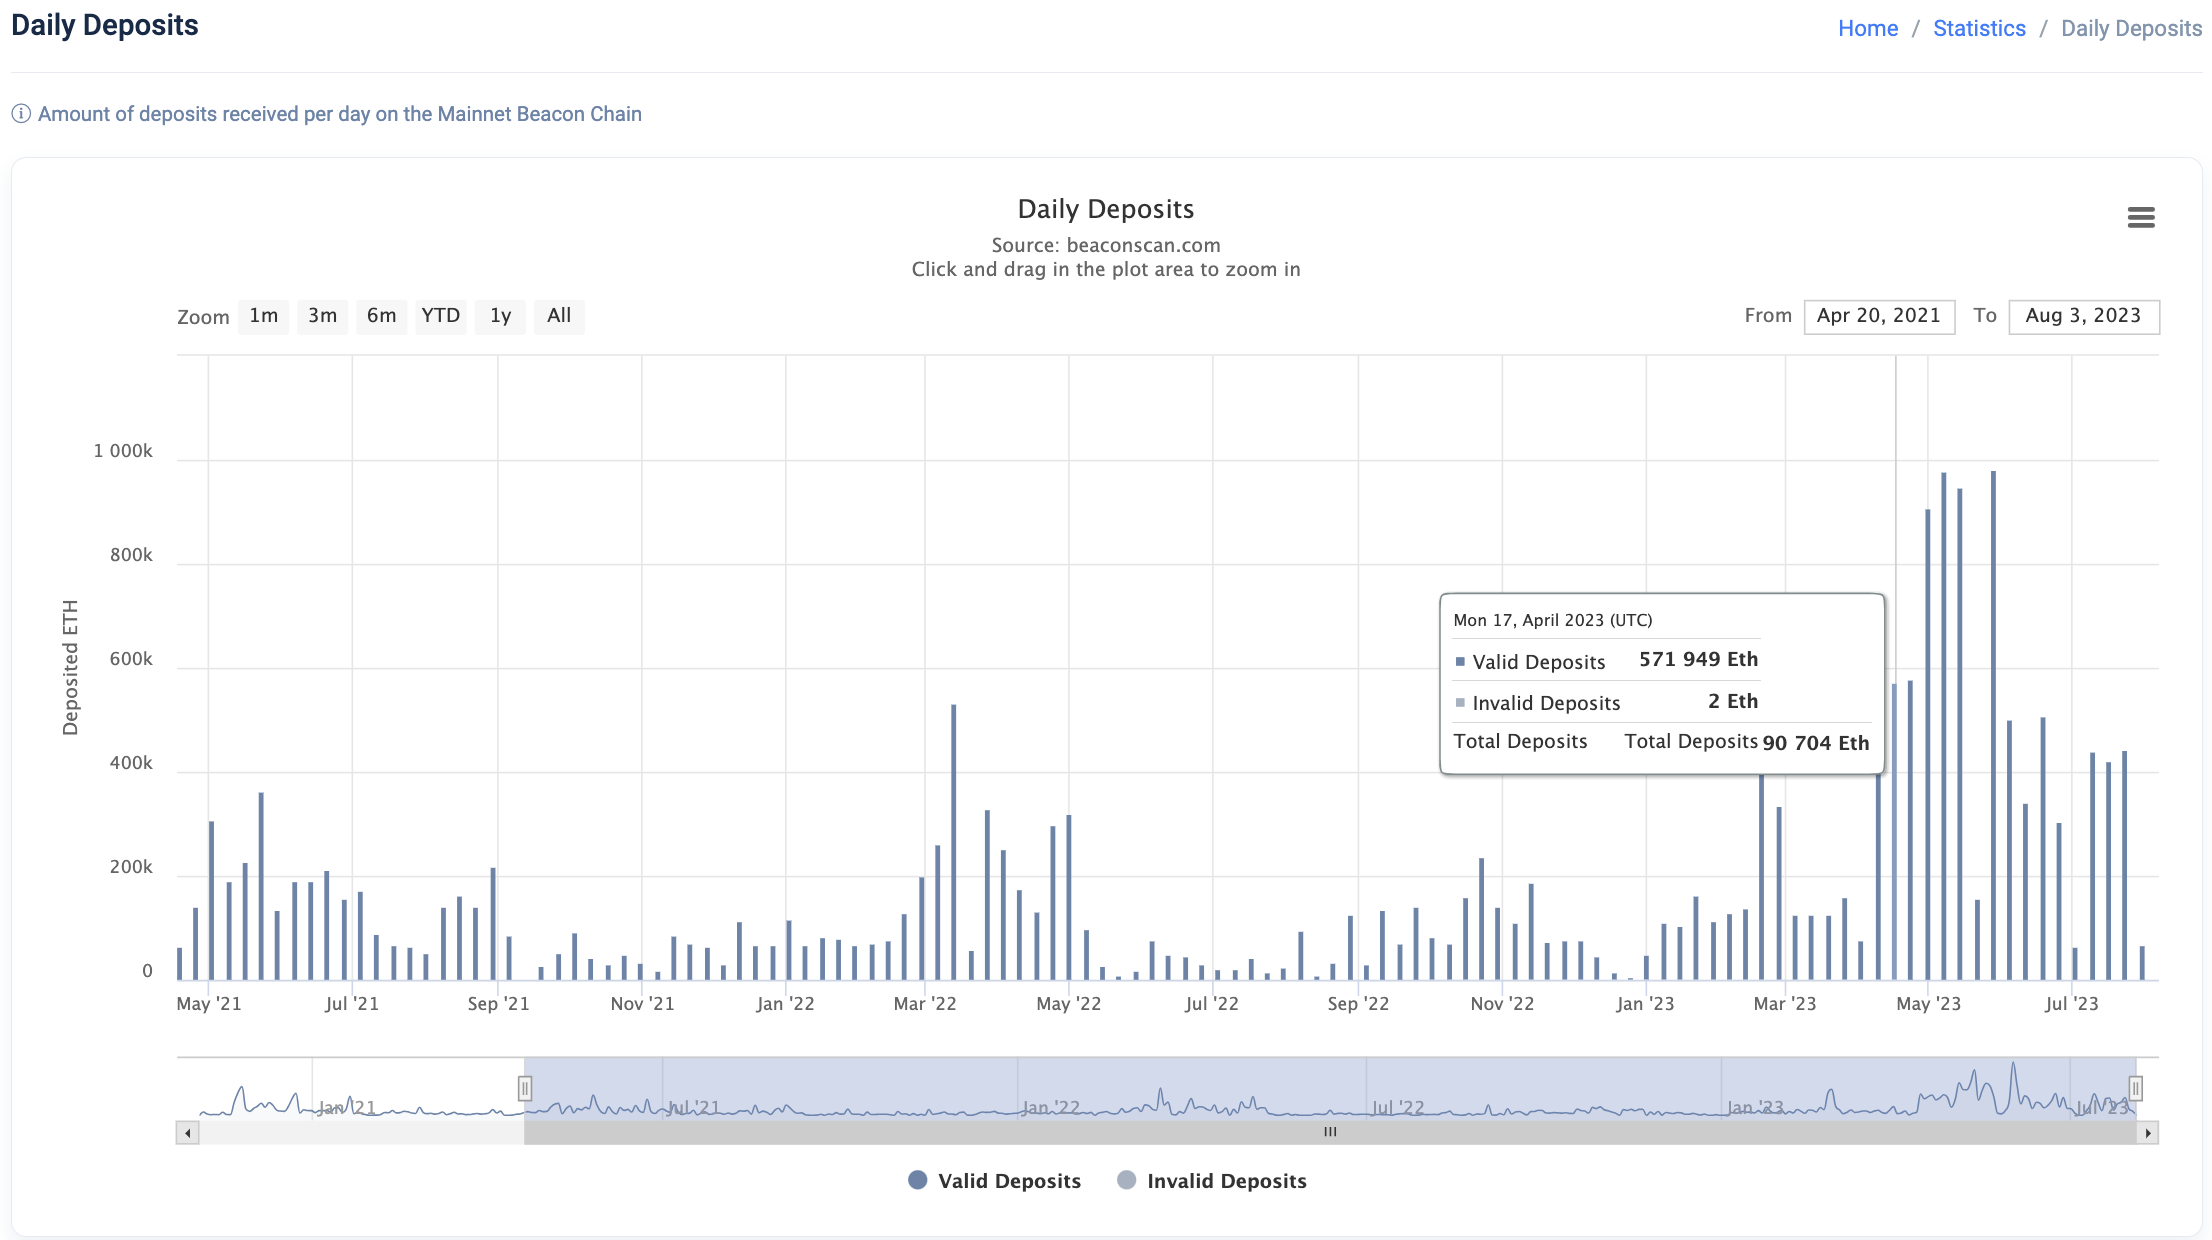 Daily Deposits
Home / Statistics / Daily Deposits
Amount of deposits received per day on the Mainnet Beacon Chain
Daily Deposits
Source: beaconscan.com
Click and drag in the plot area to zoom in
Zoom 1m 3m 6m YTD 1y All
From Apr 20, 2021 To Aug 3, 2023
1 000k
800k
600k
400k
200k
0
Deposited ETH
Mon 17, April 2023 (UTC)
Valid Deposits 571 949 Eth
Invalid Deposits 2 Eth
Total Deposits Total Deposits 90 704 Eth
May '21 Jul '21 Sep '21 Nov '21 Jan '22 Mar '22 May '22 Jul '22 Sep '22 Nov '22 Jan '23 Mar '23 May '23 Jul '23
Jan '21 Jul '21 Jan '22 Jul '22 Jan '23 Jul '23
Valid Deposits Invalid Deposits